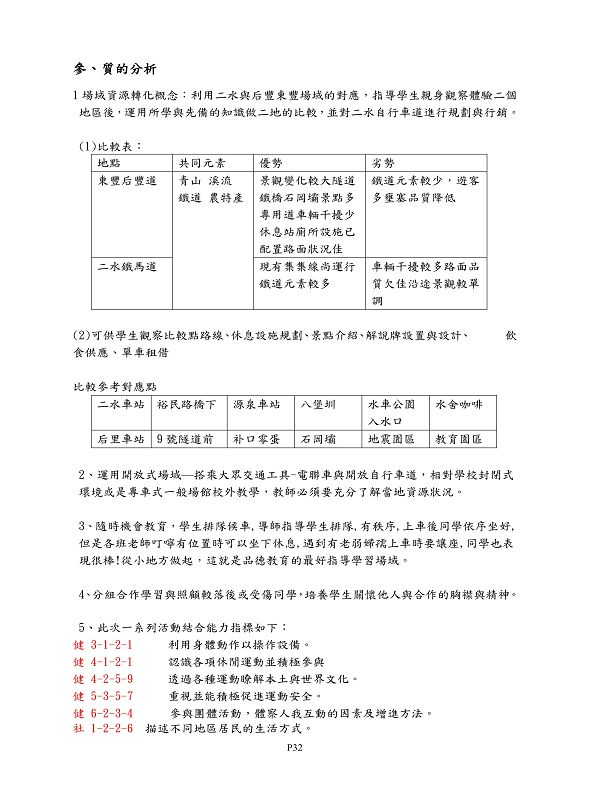 參、質的分析
1 場域資源轉化概念：利用二水與后豐東豐場域的對應，指導學生親身觀察體驗二個
地區後，運用所學與先備的知識做二地的比較，並對二水自行車道進行規劃與行銷。
(1)比較表：
地點 共同元素 優勢 劣勢
東豐后豐道 青山 溪流 景觀變化較大隧道 鐵道元素較少，遊客
鐵道 農特產 鐵橋石岡壩景點多 多壅塞品質降低
專用道車輛干擾少
休息站廁所設施已
配置路面狀況佳
二水鐵馬道 現有集集線尚運行 車輛干擾較多路面品
鐵道元素較多 質欠佳沿途景觀較單
調
(2)可供學生觀察比較點路線、休息設施規劃、景點介紹、解說牌設置與設計、 飲
食供應、單車租借
比較參考對應點
二水車站 裕民路橋下 源泉車站 八堡圳 水車公園 水舍咖啡
入水口
后里車站 9 號隧道前 补口零蛋 石岡壩 地震園區 教育園區
2、運用開放式場域—搭乘大眾交通工具-電聯車與開放自行車道，相對學校封閉式
環境或是專車式一般場館校外教學，教師必須要充分了解當地資源狀況。
3、隨時機會教育，學生排隊候車,導師指導學生排隊,有秩序,上車後同學依序坐好,
但是各班老師叮嚀有位置時可以坐下休息,遇到有老弱婦孺上車時要讓座,同學也表
現很棒!從小地方做起，這就是品德教育的最好指導學習場域。
4、分組合作學習與照顧較落後或受傷同學,培養學生關懷他人與合作的胸襟與精神。
5、此次一系列活動結合能力指標如下：
健 3-1-2-1 利用身體動作以操作設備。
健 4-1-2-1 認識各項休閒運動並積極參與
健 4-2-5-9 透過各種運動瞭解本土與世界文化。
健 5-3-5-7 重視並能積極促進運動安全。
健 6-2-3-4 參與團體活動，體察人我互動的因素及增進方法。
社 1-2-2-6 描述不同地區居民的生活方式。
P32